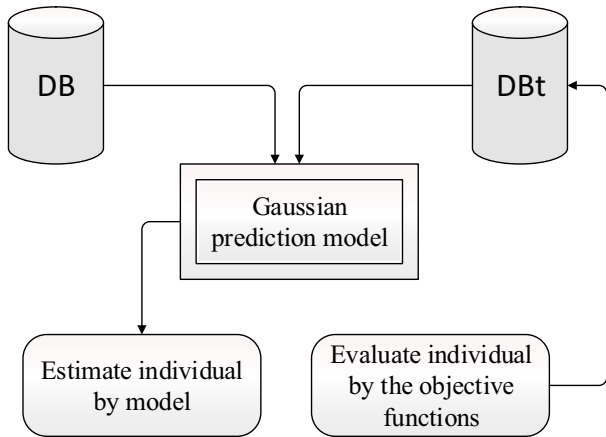 DB
DBt
Gaussian
prediction model
Estimate individual
by model
Evaluate individual
by the objective
functions